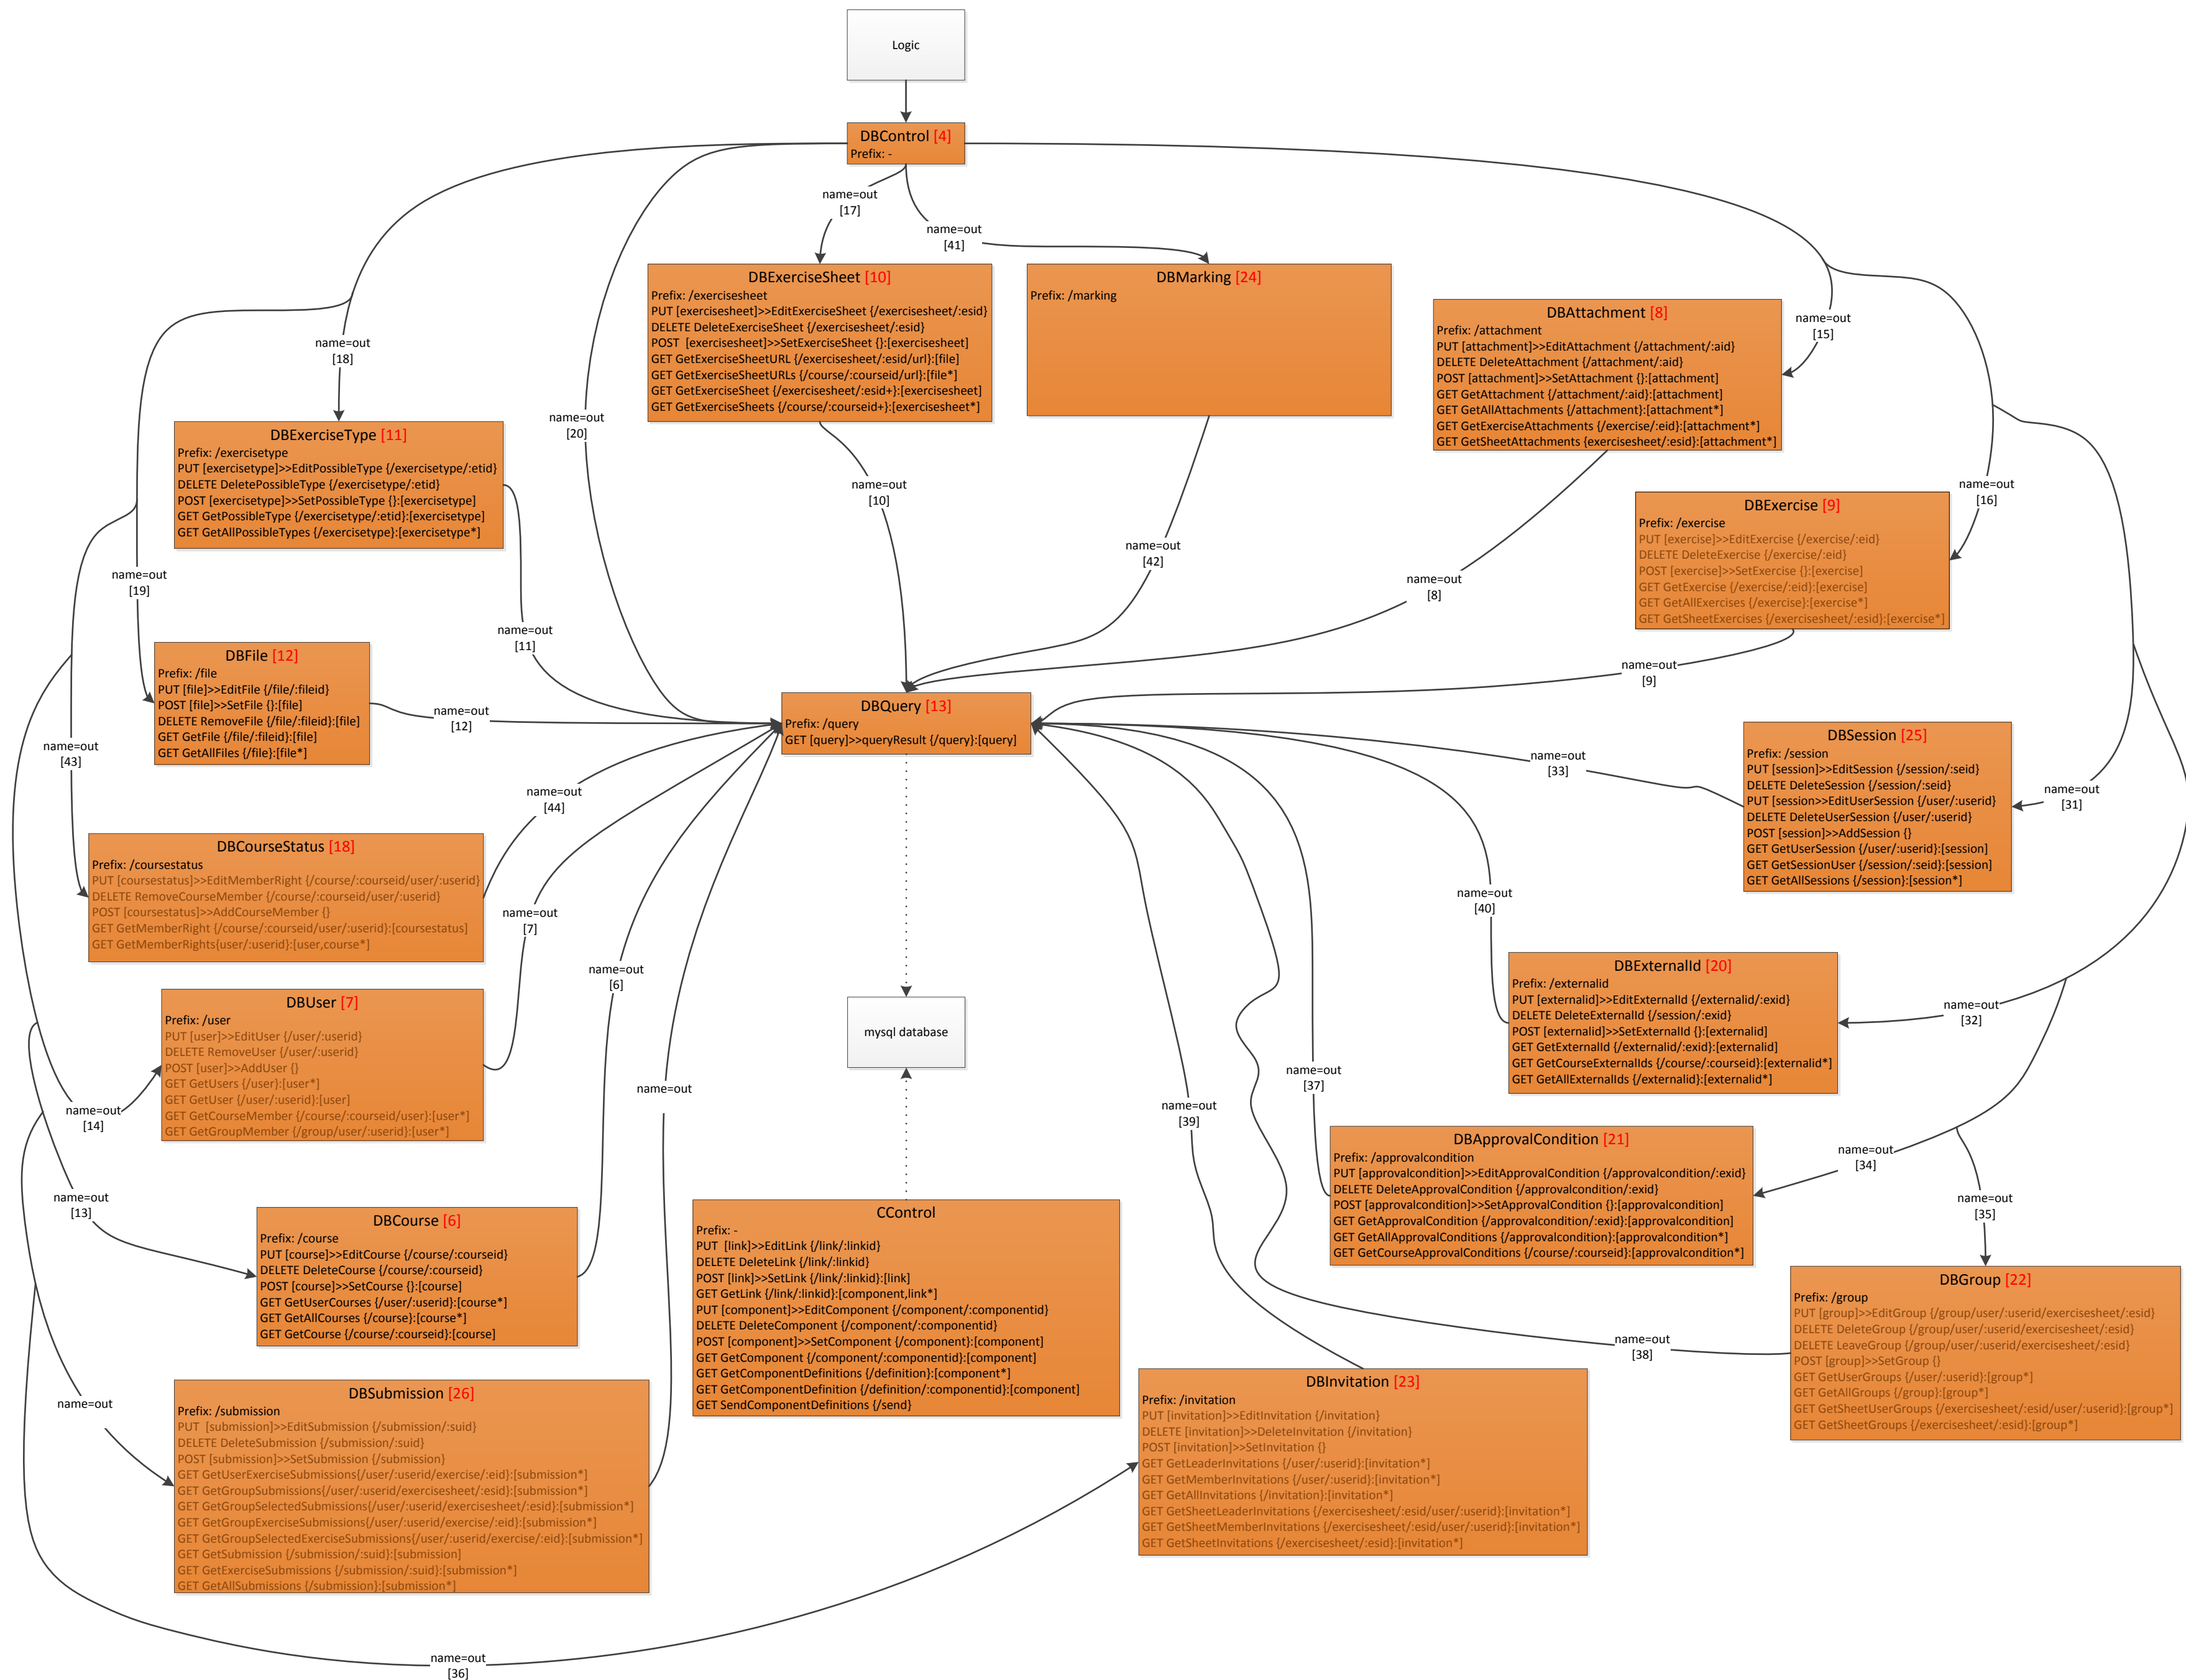 Logic
DBControl [4]
Prefix: -
name=out
[17]
name=out
[41]
DBExerciseSheet [10]
Prefix: /exercisesheet
PUT [exercisesheet]>>EditExerciseSheet {/exercisesheet/:esid}
DELETE DeleteExerciseSheet {/exercisesheet/:esid}
POST  [exercisesheet]>>SetExerciseSheet {}:[exercisesheet]
GET GetExerciseSheetURL {/exercisesheet/:esid/url}:[file]
GET GetExerciseSheetURLs {/course/:courseid/url}:[file*]
GET GetExerciseSheet {/exercisesheet/:esid+}:[exercisesheet]
GET GetExerciseSheets {/course/:courseid+}:[exercisesheet*]
DBMarking [24]
Prefix: /marking
DBAttachment [8]
Prefix: /attachment
PUT [attachment]>>EditAttachment {/attachment/:aid}
DELETE DeleteAttachment {/attachment/:aid}
POST [attachment]>>SetAttachment {}:[attachment]
GET GetAttachment {/attachment/:aid}:[attachment]
GET GetAllAttachments {/attachment}:[attachment*]
GET GetExerciseAttachments {/exercise/:eid}:[attachment*]
GET GetSheetAttachments {exercisesheet/:esid}:[attachment*]
name=out
[15]
name=out
[18]
name=out
[20]
DBExerciseType [11]
Prefix: /exercisetype
PUT [exercisetype]>>EditPossibleType {/exercisetype/:etid}
DELETE DeletePossibleType {/exercisetype/:etid}
POST [exercisetype]>>SetPossibleType {}:[exercisetype]
GET GetPossibleType {/exercisetype/:etid}:[exercisetype]
GET GetAllPossibleTypes {/exercisetype}:[exercisetype*]
name=out
[10]
name=out
[16]
DBExercise [9]
Prefix: /exercise
PUT [exercise]>>EditExercise {/exercise/:eid}
DELETE DeleteExercise {/exercise/:eid}
POST [exercise]>>SetExercise {}:[exercise]
GET GetExercise {/exercise/:eid}:[exercise]
GET GetAllExercises {/exercise}:[exercise*]
GET GetSheetExercises {/exercisesheet/:esid}:[exercise*]
name=out
[42]
name=out
[19]
name=out
[8]
name=out
[11]
DBFile [12]
Prefix: /file
PUT [file]>>EditFile {/file/:fileid}
POST [file]>>SetFile {}:[file]
DELETE RemoveFile {/file/:fileid}:[file]
GET GetFile {/file/:fileid}:[file]
GET GetAllFiles {/file}:[file*]
name=out
[9]
name=out
[12]
DBQuery [13]
Prefix: /query
GET [query]>>queryResult {/query}:[query]
name=out
[43]
name=out
[33]
DBSession [25]
Prefix: /session
PUT [session]>>EditSession {/session/:seid}
DELETE DeleteSession {/session/:seid}
PUT [session>>EditUserSession {/user/:userid}
DELETE DeleteUserSession {/user/:userid}
POST [session]>>AddSession {}
GET GetUserSession {/user/:userid}:[session]
GET GetSessionUser {/session/:seid}:[session]
GET GetAllSessions {/session}:[session*]
name=out
[31]
name=out
[44]
DBCourseStatus [18]
Prefix: /coursestatus
PUT [coursestatus]>>EditMemberRight {/course/:courseid/user/:userid}
DELETE RemoveCourseMember {/course/:courseid/user/:userid}
POST [coursestatus]>>AddCourseMember {}
GET GetMemberRight {/course/:courseid/user/:userid}:[coursestatus]
GET GetMemberRights{user/:userid}:[user,course*]
name=out
[7]
name=out
[40]
name=out
[6]
DBUser [7]
Prefix: /user
PUT [user]>>EditUser {/user/:userid}
DELETE RemoveUser {/user/:userid}
POST [user]>>AddUser {}
GET GetUsers {/user}:[user*]
GET GetUser {/user/:userid}:[user]
GET GetCourseMember {/course/:courseid/user}:[user*]
GET GetGroupMember {/group/user/:userid}:[user*]
mysql database
DBExternalId [20]
Prefix: /externalid
PUT [externalid]>>EditExternalId {/externalid/:exid}
DELETE DeleteExternalId {/session/:exid}
POST [externalid]>>SetExternalId {}:[externalid]
GET GetExternalId {/externalid/:exid}:[externalid]
GET GetCourseExternalIds {/course/:courseid}:[externalid*]
GET GetAllExternalIds {/externalid}:[externalid*]
name=out
[32]
name=out
[14]
name=out
name=out
[37]
name=out
[39]
DBApprovalCondition [21]
Prefix: /approvalcondition
PUT [approvalcondition]>>EditApprovalCondition {/approvalcondition/:exid}
DELETE DeleteApprovalCondition {/approvalcondition/:exid}
POST [approvalcondition]>>SetApprovalCondition {}:[approvalcondition]
GET GetApprovalCondition {/approvalcondition/:exid}:[approvalcondition]
GET GetAllApprovalConditions {/approvalcondition}:[approvalcondition*]
GET GetCourseApprovalConditions {/course/:courseid}:[approvalcondition*]
name=out
[34]
name=out
[35]
name=out
[13]
DBCourse [6]
Prefix: /course
PUT [course]>>EditCourse {/course/:courseid}
DELETE DeleteCourse {/course/:courseid}
POST [course]>>SetCourse {}:[course]
GET GetUserCourses {/user/:userid}:[course*]
GET GetAllCourses {/course}:[course*]
GET GetCourse {/course/:courseid}:[course]
CControl
Prefix: -
PUT  [link]>>EditLink {/link/:linkid}
DELETE DeleteLink {/link/:linkid}
POST [link]>>SetLink {/link/:linkid}:[link]
GET GetLink {/link/:linkid}:[component,link*]
PUT [component]>>EditComponent {/component/:componentid}
DELETE DeleteComponent {/component/:componentid}
POST [component]>>SetComponent {/component}:[component]
GET GetComponent {/component/:componentid}:[component]
GET GetComponentDefinitions {/definition}:[component*]
GET GetComponentDefinition {/definition/:componentid}:[component]
GET SendComponentDefinitions {/send}
DBGroup [22]
Prefix: /group
PUT [group]>>EditGroup {/group/user/:userid/exercisesheet/:esid}
DELETE DeleteGroup {/group/user/:userid/exercisesheet/:esid}
DELETE LeaveGroup {/group/user/:userid/exercisesheet/:esid}
POST [group]>>SetGroup {}
GET GetUserGroups {/user/:userid}:[group*]
GET GetAllGroups {/group}:[group*]
GET GetSheetUserGroups {/exercisesheet/:esid/user/:userid}:[group*]
GET GetSheetGroups {/exercisesheet/:esid}:[group*]
name=out
[38]
name=out
DBSubmission [26]
Prefix: /submission
PUT  [submission]>>EditSubmission {/submission/:suid}
DELETE DeleteSubmission {/submission/:suid}
POST [submission]>>SetSubmission {/submission}
GET GetUserExerciseSubmissions{/user/:userid/exercise/:eid}:[submission*]
GET GetGroupSubmissions{/user/:userid/exercisesheet/:esid}:[submission*]
GET GetGroupSelectedSubmissions{/user/:userid/exercisesheet/:esid}:[submission*]
GET GetGroupExerciseSubmissions{/user/:userid/exercise/:eid}:[submission*]
GET GetGroupSelectedExerciseSubmissions{/user/:userid/exercise/:eid}:[submission*]
GET GetSubmission {/submission/:suid}:[submission]
GET GetExerciseSubmissions {/submission/:suid}:[submission*]
GET GetAllSubmissions {/submission}:[submission*]
DBInvitation [23]
Prefix: /invitation
PUT [invitation]>>EditInvitation {/invitation}
DELETE [invitation]>>DeleteInvitation {/invitation}
POST [invitation]>>SetInvitation {}
GET GetLeaderInvitations {/user/:userid}:[invitation*]
GET GetMemberInvitations {/user/:userid}:[invitation*]
GET GetAllInvitations {/invitation}:[invitation*]
GET GetSheetLeaderInvitations {/exercisesheet/:esid/user/:userid}:[invitation*]
GET GetSheetMemberInvitations {/exercisesheet/:esid/user/:userid}:[invitation*]
GET GetSheetInvitations {/exercisesheet/:esid}:[invitation*]
name=out
[36]